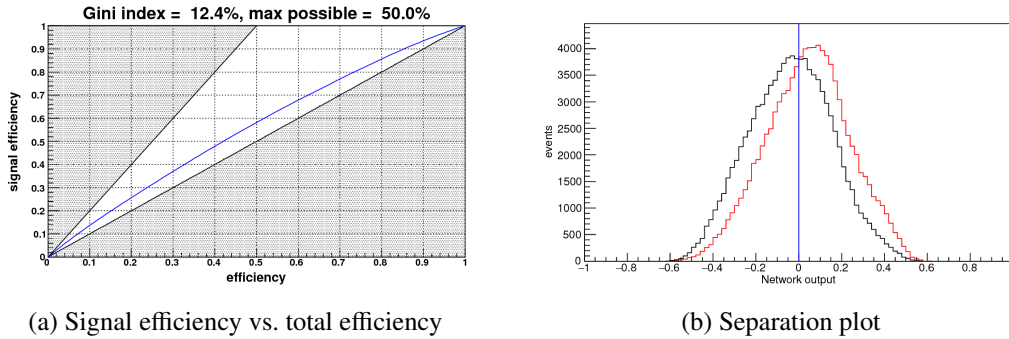 Gini index = 12.4%, max possible = 50.0%
signal efficiency
1
0.9
0.8
0.7
0.6
0.5
0.4
0.3
0.2
0.1
0
0 0.1 0.2 0.3 0.4 0.5 0.6 0.7 0.8 0.9 1
efficiency
(a) Signal efficiency vs. total efficiency
events
4000
3500
3000
2500
2000
1500
1000
500
0
−1 −0.8 −0.6 −0.4 −0.2 0 0.2 0.4 0.6 0.8 1
Network output
(b) Separation plot